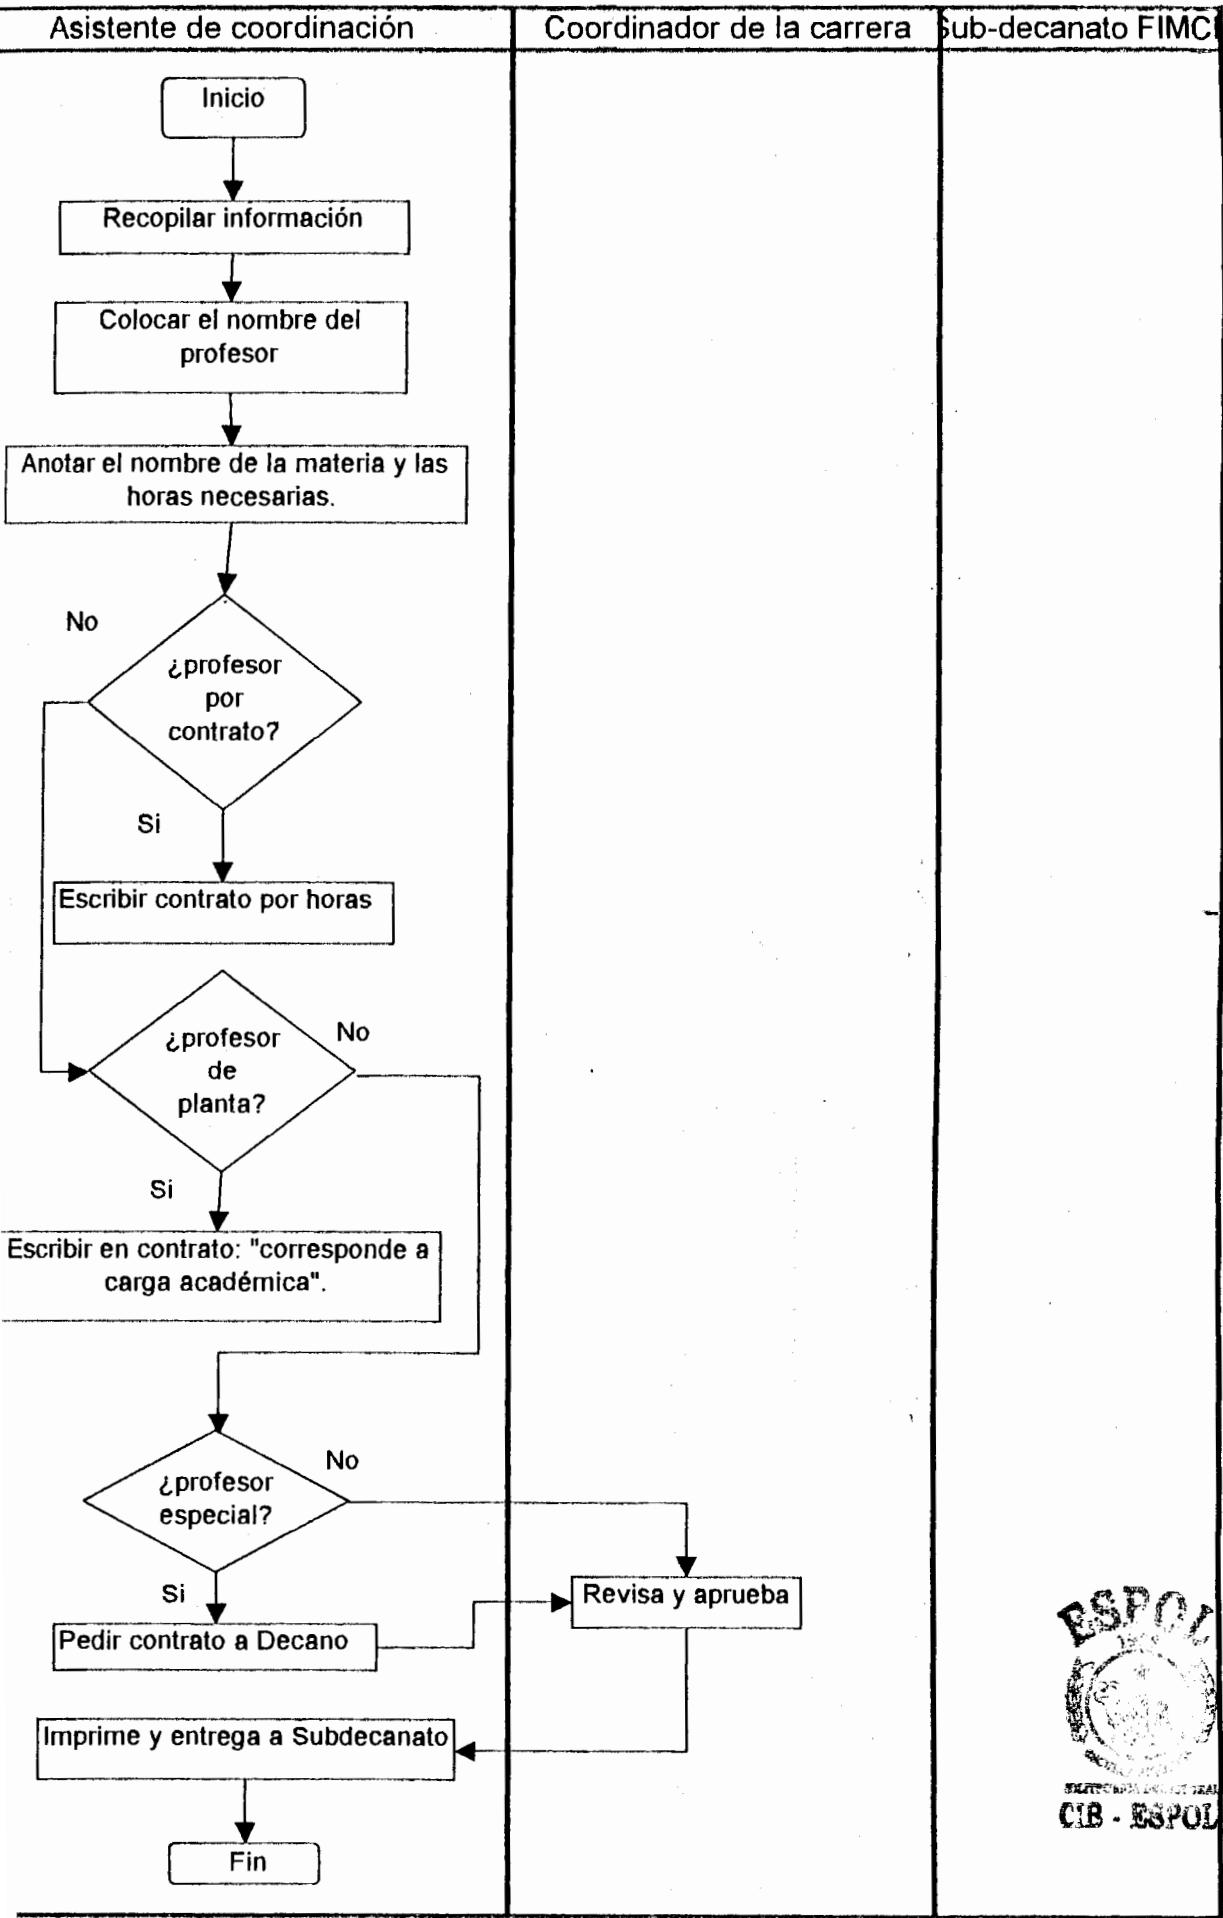 Asistente de coordinación
Coordinador de la carrera
Sub-decanato FIMC
Inicio
Recopilar información
Colocar el nombre del
profesor
Anotar el nombre de la materia y las
horas necesarias.
No
¿profesor
por
contrato?
Si
Escribir contrato por horas
¿profesor
de
planta?
No
Si
Escribir en contrato: "corresponde a
carga académica".
¿profesor
especial?
No
Si
Revisa y aprueba
Pedir contrato a Decano
Imprime y entrega a Subdecanato
Fin
ESPOL
CIB - ESPOL